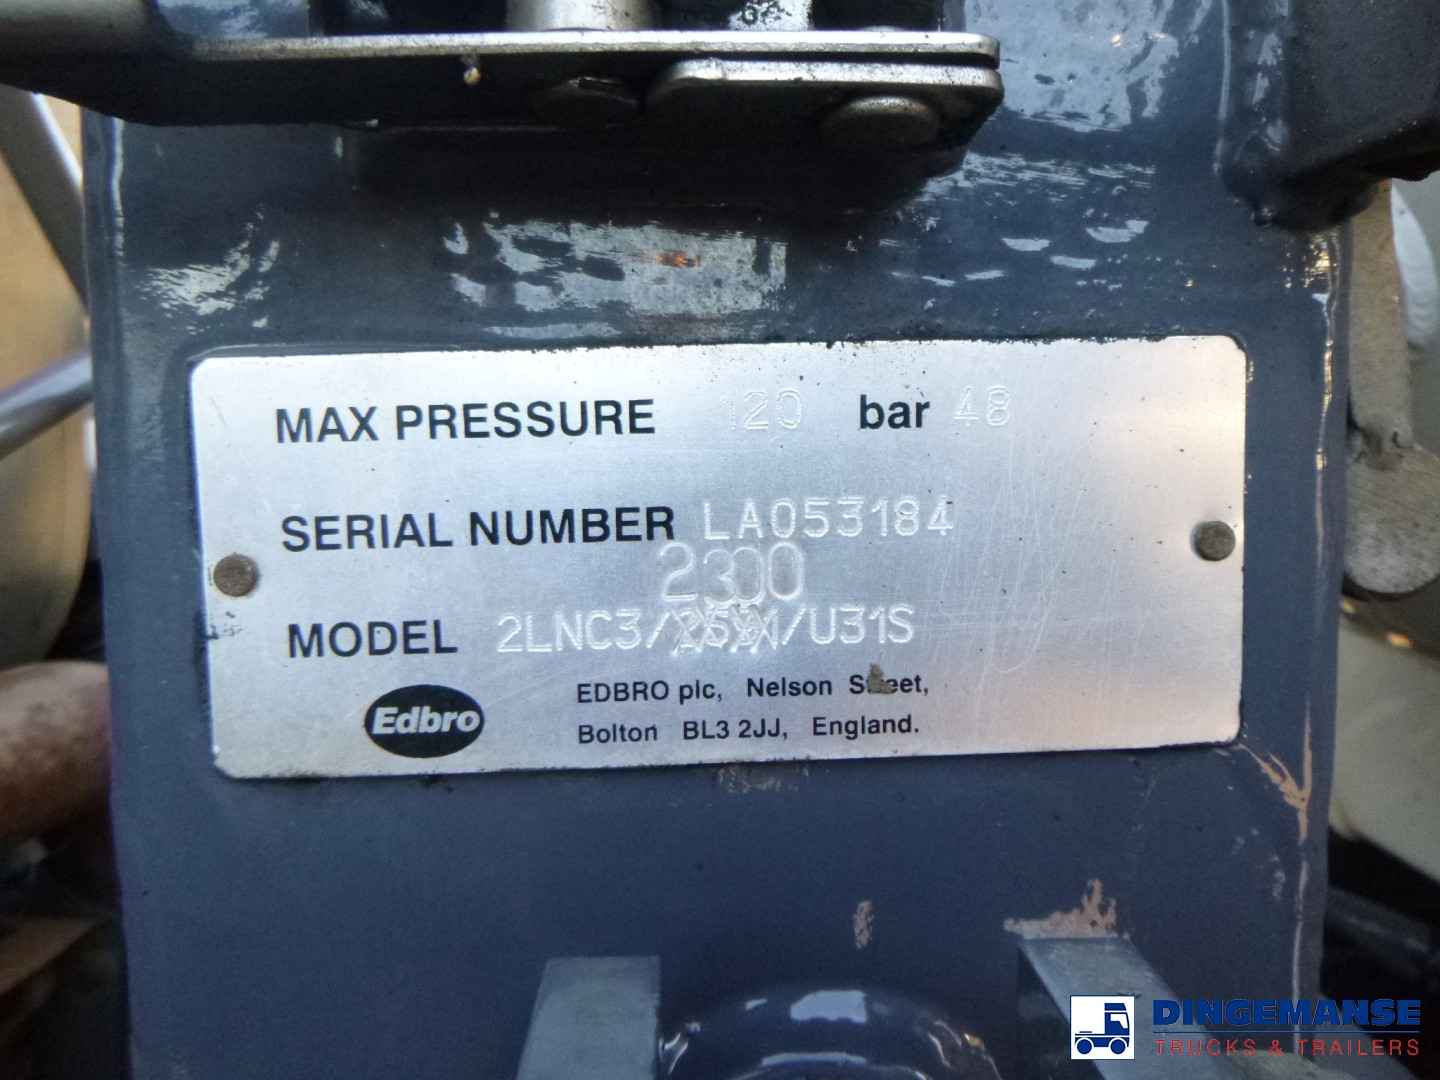 MAX PRESSURE 120 bar 48
SERIAL NUMBER LA053184
2300
MODEL 2LNC3/ /U31S
Edbro
EDBRO plc, Nelson
Bolton BL3 2JJ, England.
DINGEMANSE
TRUCKS & TRAILERS